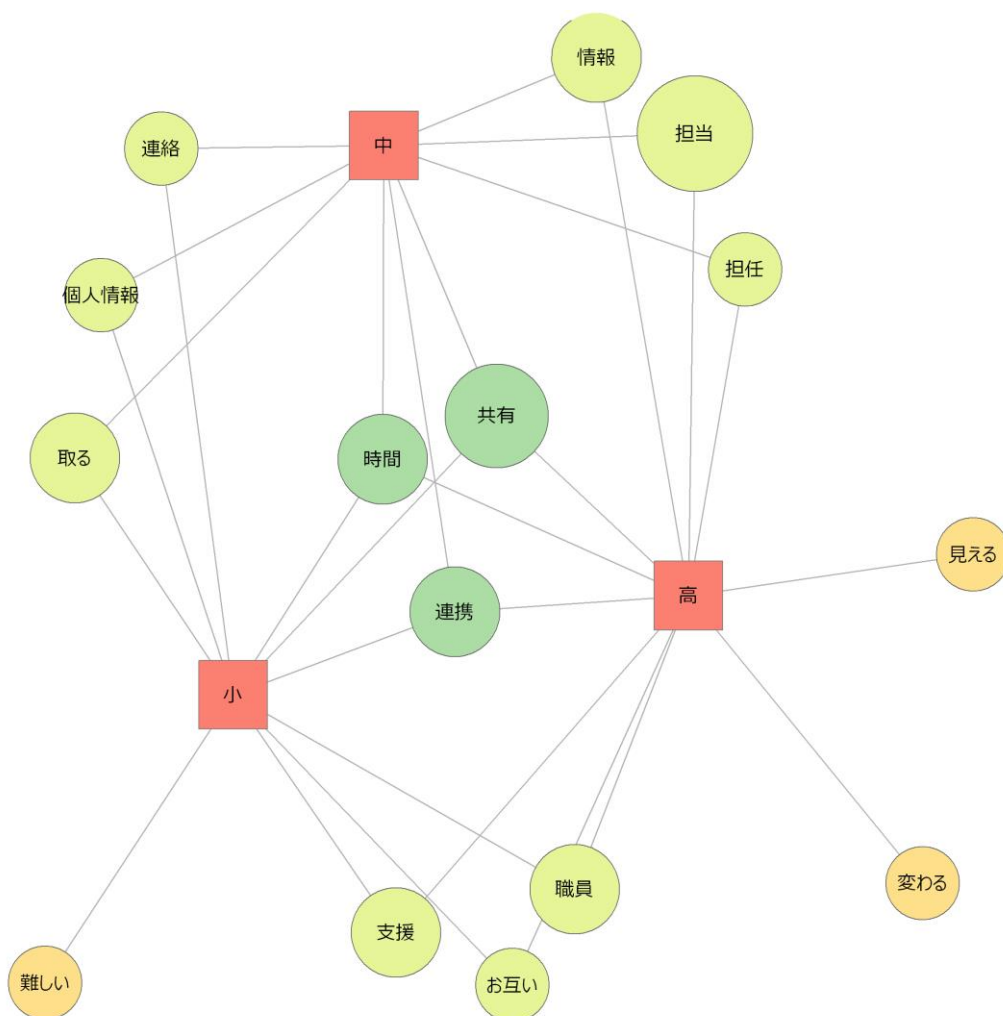 情報
担当
中
連絡
担任
個人情報
共有
取る
時間
見える
高
連携
小
変わる
職員
支援
難しい
お互い